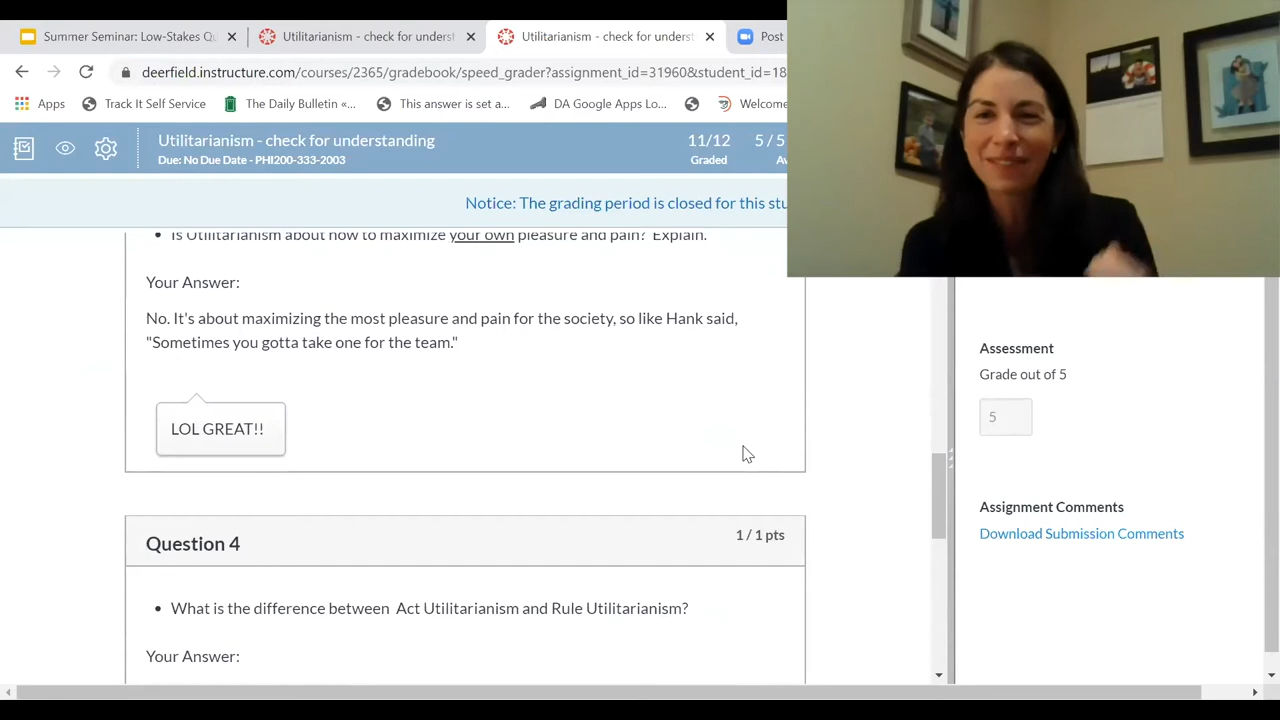 Summer Seminar: Low-Stakes Qu
Utilitarianism - check for underst
Utilitarianism - check for underst
Post
deerfield.instructure.com/courses/2365/gradebook/speed_grader?assignment_id=31960&student_id=18
Apps
Track It Self Service
The Daily Bulletin «...
This answer is set a...
DA Google Apps Lo...
Welcome
Utilitarianism - check for understanding
Due: No Due Date - PHI200-333-2003
11/12
Graded
5 / 5
Av
Notice: The grading period is closed for this stu
• Is Utilitarianism about how to maximize your own pleasure and pain? Explain.
Your Answer:
No. It's about maximizing the most pleasure and pain for the society, so like Hank said,
"Sometimes you gotta take one for the team."
LOL GREAT!!
Question 4
1 / 1 pts
• What is the difference between Act Utilitarianism and Rule Utilitarianism?
Your Answer:
Assessment
Grade out of 5
5
Assignment Comments
Download Submission Comments